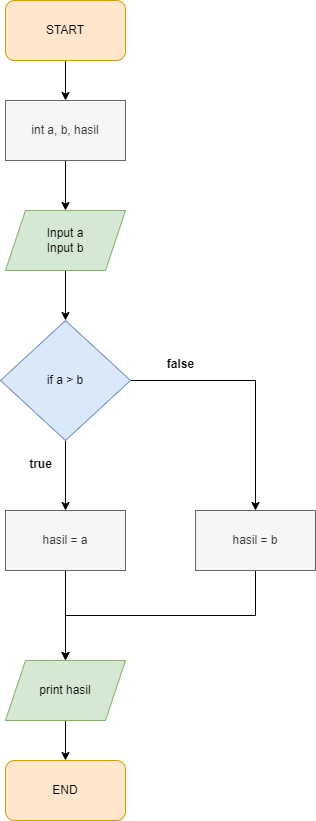 START
int a, b, hasil
Input a
Input b
if a > b
false
true
hasil = a
hasil = b
print hasil
END